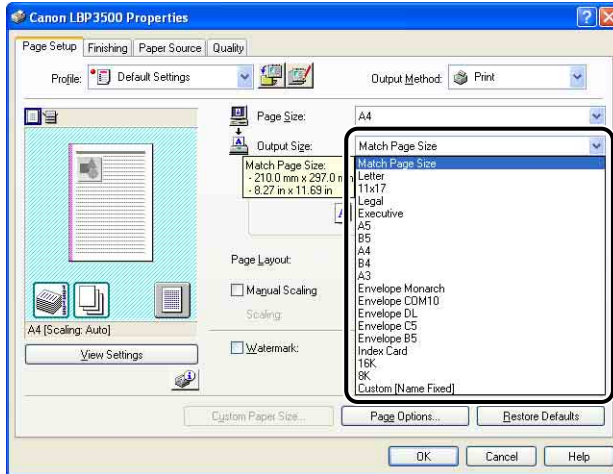 Canon LBP3500 Properties
Page Setup Finishing Paper Source Quality
Profile: Default Settings Output Method: Print
Page Size: A4
Output Size: Match Page Size
Match Page Size:
- 210.0 mm x 297.0 m
- 8.27 in x 11.69 in
Match Page Size
Letter
11x17
Legal
Executive
A5
B5
A4
B4
A3
Envelope Monarch
Envelope COM10
Envelope DL
Envelope C5
Envelope B5
Index Card
16K
8K
Custom [Name Fixed]
A
Page Layout:
Manual Scaling
Scaling:
Watermark:
A4 [Scaling: Auto]
View Settings
Custom Paper Size... Page Options... Restore Defaults
OK Cancel Help